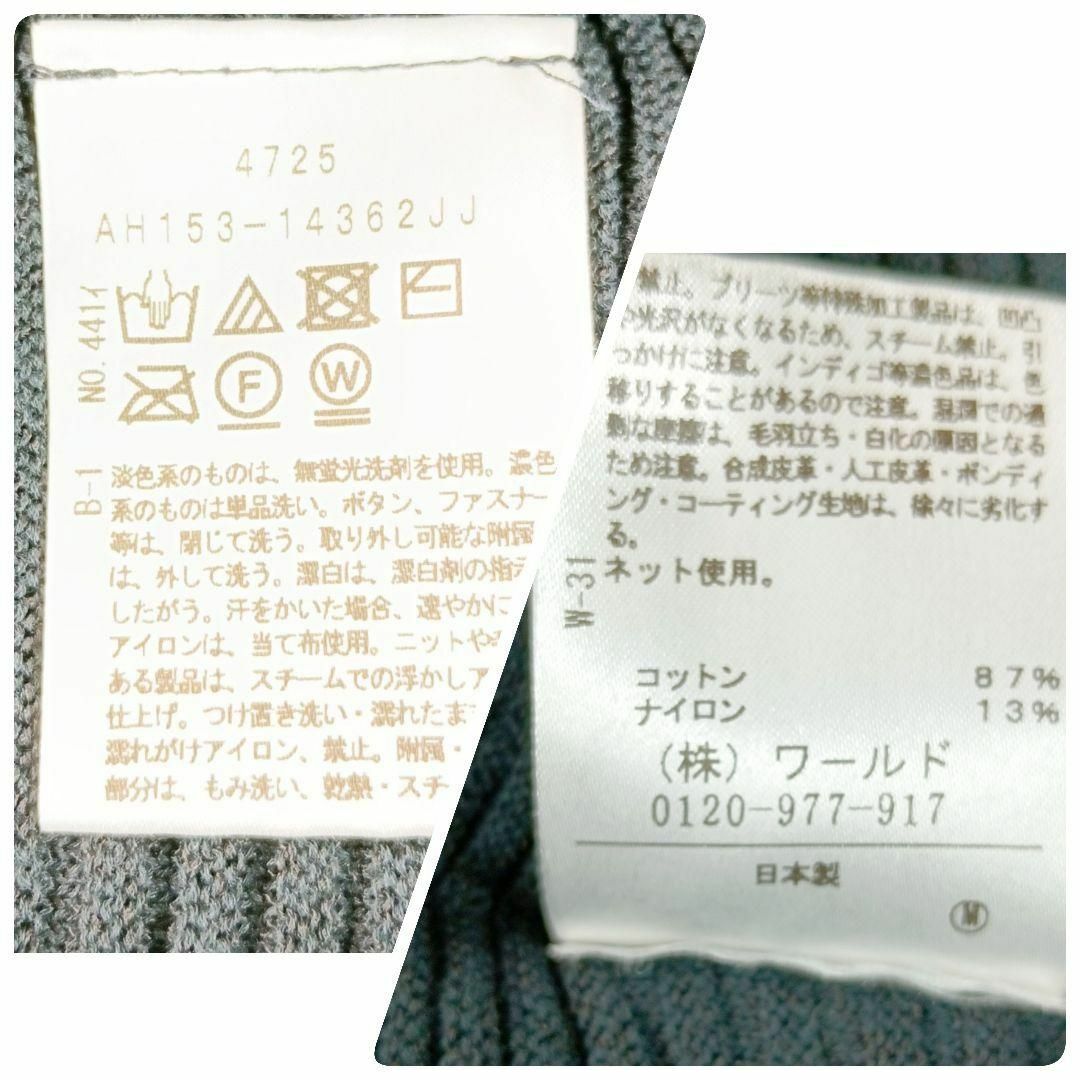 4725
AH153-14362JJ
NO.441イ
F
W
B-1
淡色系のものは、無蛍光洗剤を使用。濃色
系のものは単品洗い。ボタン、ファスナー
等は、閉じて洗う。取り外し可能な附属
は、外して洗う。漂白は、漂白剤の指示
したがう。汗をかいた場合、速やかに
アイロンは、当て布使用。ニットや
ある製品は、スチームでの浮かしア
仕上げ。つけ置き洗い・濡れたま
濡れがけアイロン、禁止。附属・
部分は、もみ洗い、乾熱・スチ
禁止。プリーツ等特殊加工製品は、凹凸
や光沢がなくなるため、スチーム禁止。引
っかけに注意。インディゴ等濃色品は、色
移りすることがあるので注意。湿潤での過
剰な摩擦は、毛羽立ち・白化の原因となる
ため注意。合成皮革・人工皮革・ボンディ
ング・コーティング生地は、徐々に劣化す
る。
W-31
ネット使用。
コットン 87%
ナイロン 13%
(株)ワールド
0120-977-917
日本製
M